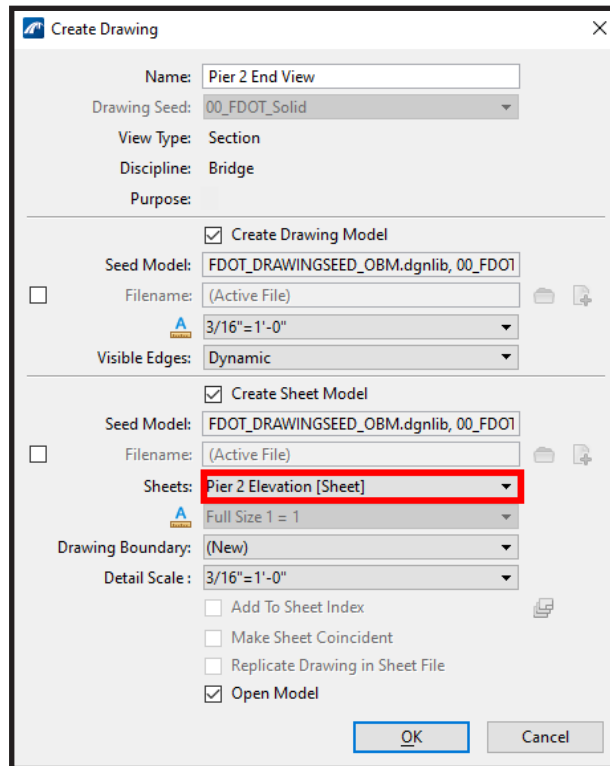 Create Drawing
Name: Pier 2 End View
Drawing Seed: 00_FDOT_Solid
View Type: Section
Discipline: Bridge
Purpose:
Create Drawing Model
Seed Model: FDOT_DRAWINGSEED_OBM.dgnlib, 00_FDOT
Filename: (Active File)
A 3/16"=1'-0"
Visible Edges: Dynamic
Create Sheet Model
Seed Model: FDOT_DRAWINGSEED_OBM.dgnlib, 00_FDOT
Filename: (Active File)
Sheets: Pier 2 Elevation [Sheet]
A Full Size 1 = 1
Drawing Boundary: (New)
Detail Scale : 3/16"=1'-0"
Add To Sheet Index
Make Sheet Coincident
Replicate Drawing in Sheet File
Open Model
OK Cancel